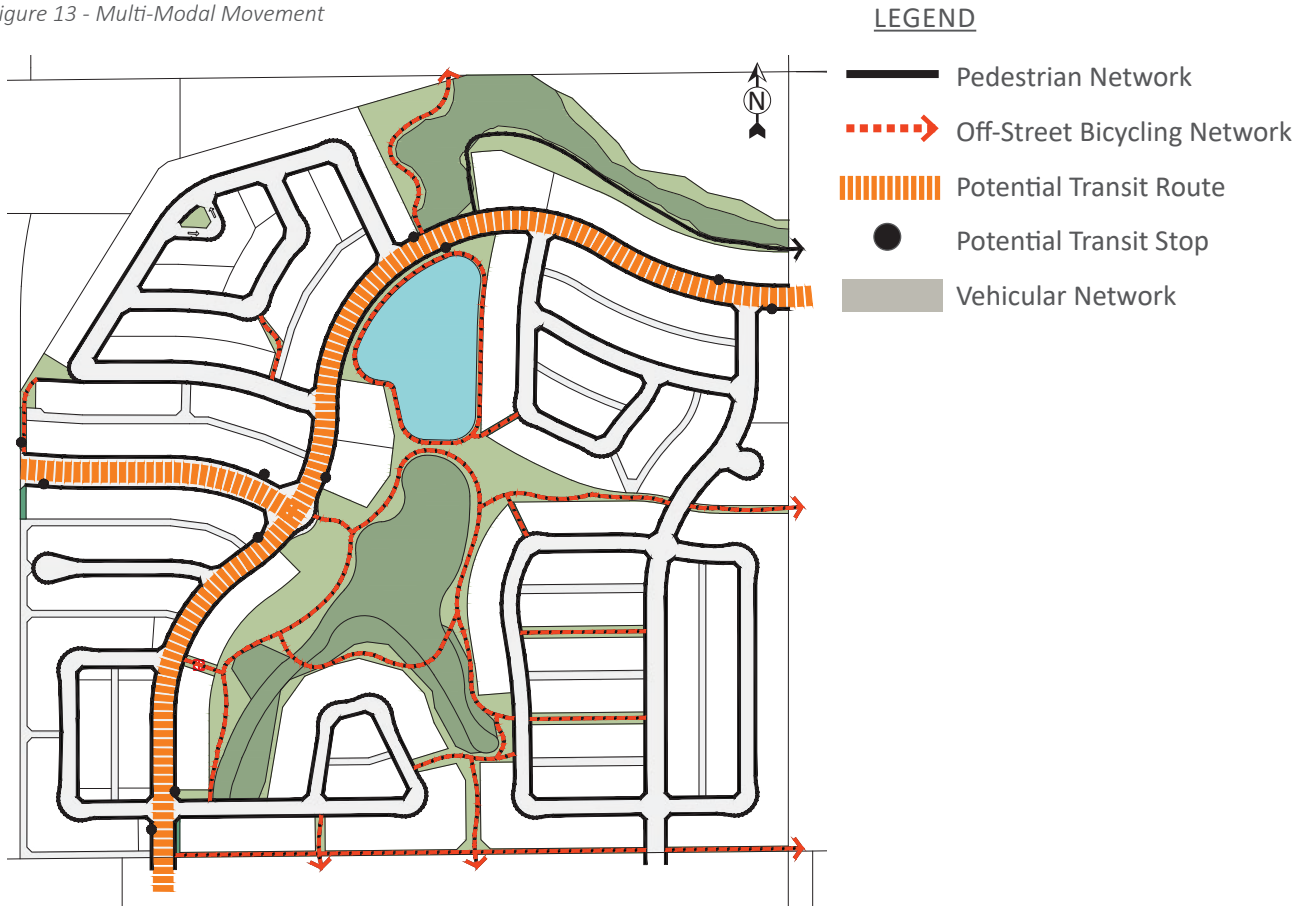 igure 13 - Multi-Modal Movement
LEGEND
N
Pedestrian Network
Off-Street Bicycling Network
Potential Transit Route
Potential Transit Stop
Vehicular Network